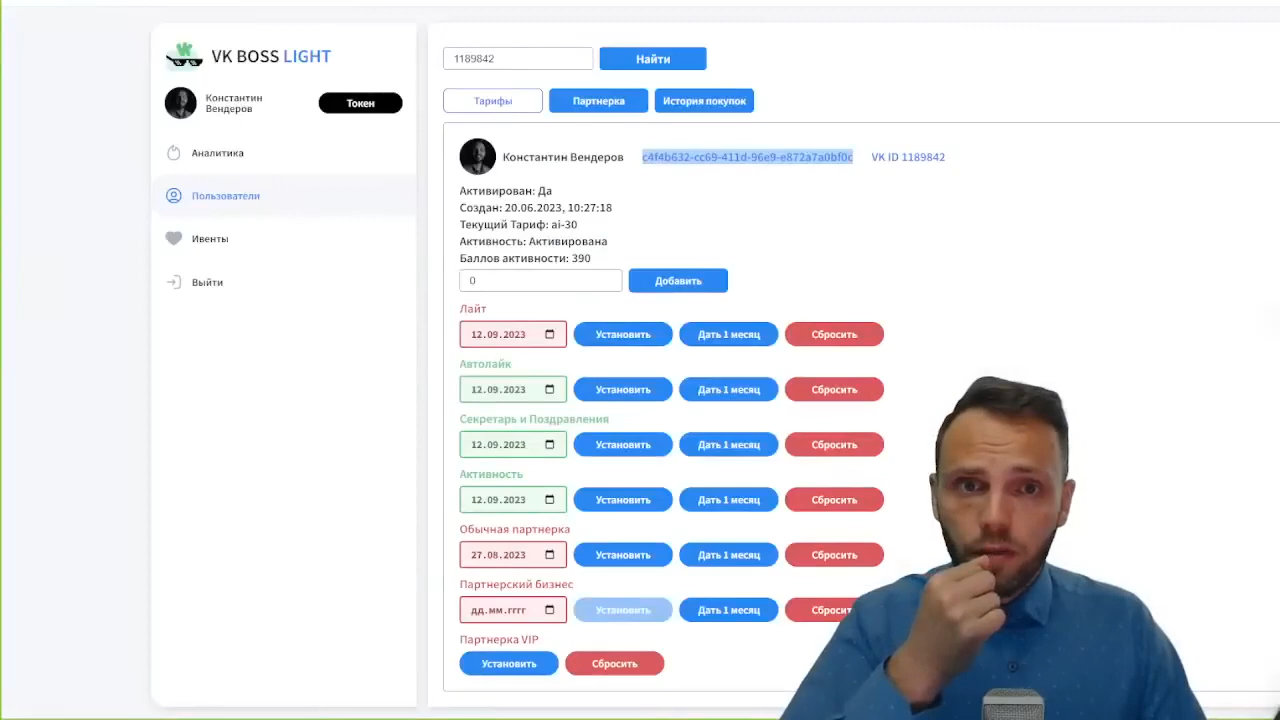 VK BOSS LIGHT
Константин
Вендеров
Токен
Аналитика
Пользователи
Ивенты
Выйти
1189842
Найти
Тарифы
Партнерка
История покупок
Константин Вендеров
c4f4b632-cc69-411d-96e9-e872a7a0bf0c
VK ID 1189842
Активирован: Да
Создан: 20.06.2023, 10:27:18
Текущий Тариф: ai-30
Активность: Активирована
Баллов активности: 390
0
Добавить
Лайт
12.09.2023 Установить Дать 1 месяц Сбросить
Автолайк
12.09.2023 Установить Дать 1 месяц Сбросить
Секретарь и Поздравления
12.09.2023 Установить Дать 1 месяц Сбросить
Активность
12.09.2023 Установить Дать 1 месяц Сбросить
Обычная партнерка
27.08.2023 Установить Дать 1 месяц Сбросить
Партнерский бизнес
дд.мм.гггг Установить Дать 1 месяц Сбросит
Партнерка VIP
Установить Сбросить